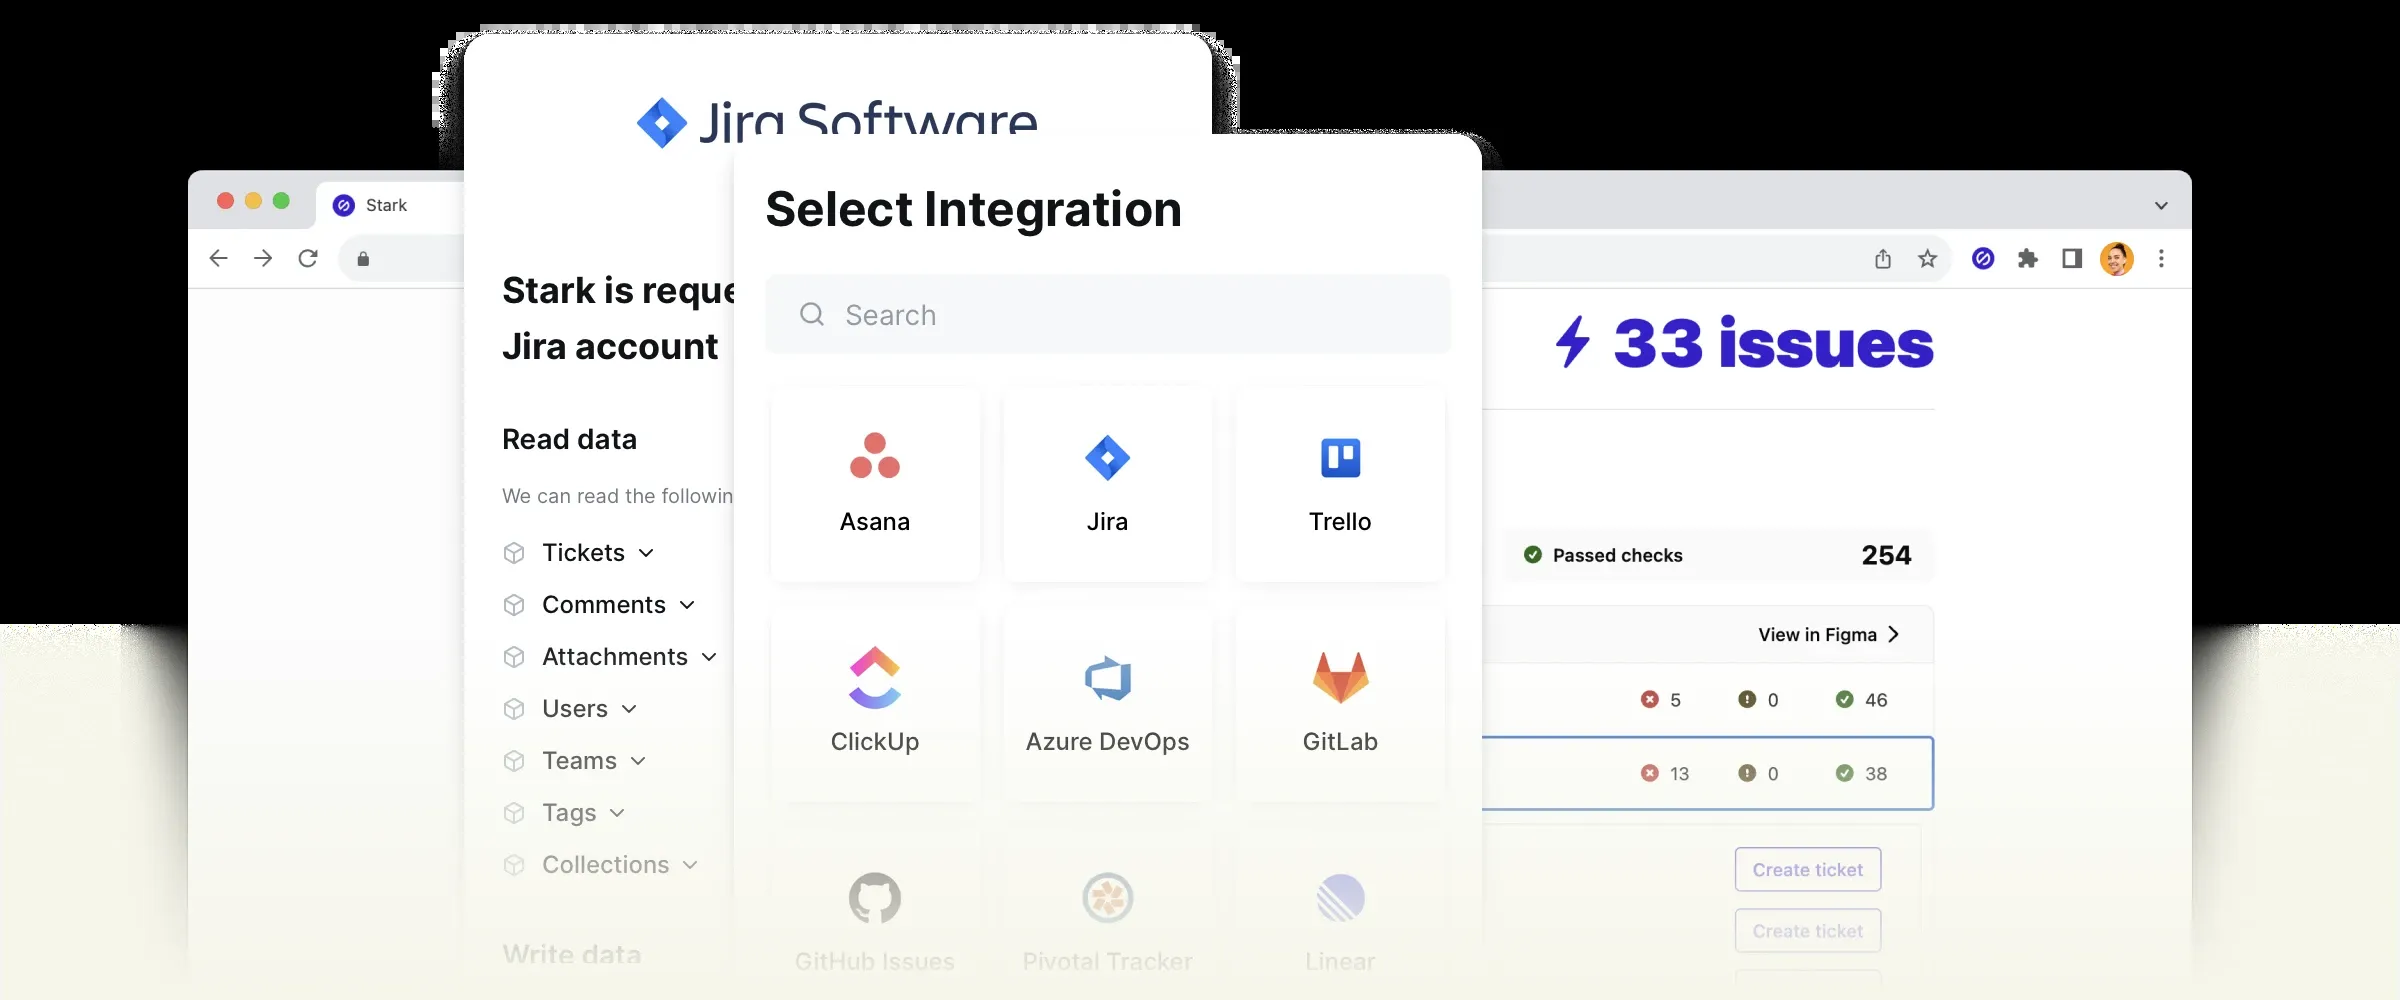 Jira Software
Stark
Select Integration
Search
Stark is reque
Jira account
Read data
We can read the followin
Tickets
Comments
Attachments
Users
Teams
Tags
Collections
Write data
Asana
Jira
Trello
ClickUp
Azure DevOps
GitLab
GitHub Issues
Pivotal Tracker
Linear
33 issues
Passed checks 254
View in Figma
5 0 46
13 0 38
Create ticket
Create ticket